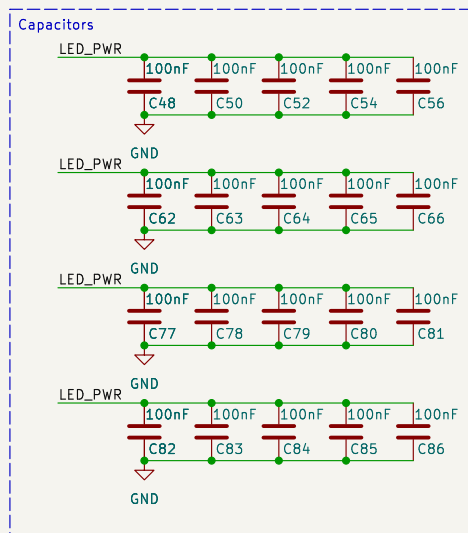 Capacitors
LED_PWR
100nF 100nF 100nF 100nF 100nF
C48 C50 C52 C54 C56
GND
LED_PWR
100nF 100nF 100nF 100nF 100nF
C62 C63 C64 C65 C66
GND
LED_PWR
100nF 100nF 100nF 100nF 100nF
C77 C78 C79 C80 C81
GND
LED_PWR
100nF 100nF 100nF 100nF 100nF
C82 C83 C84 C85 C86
GND